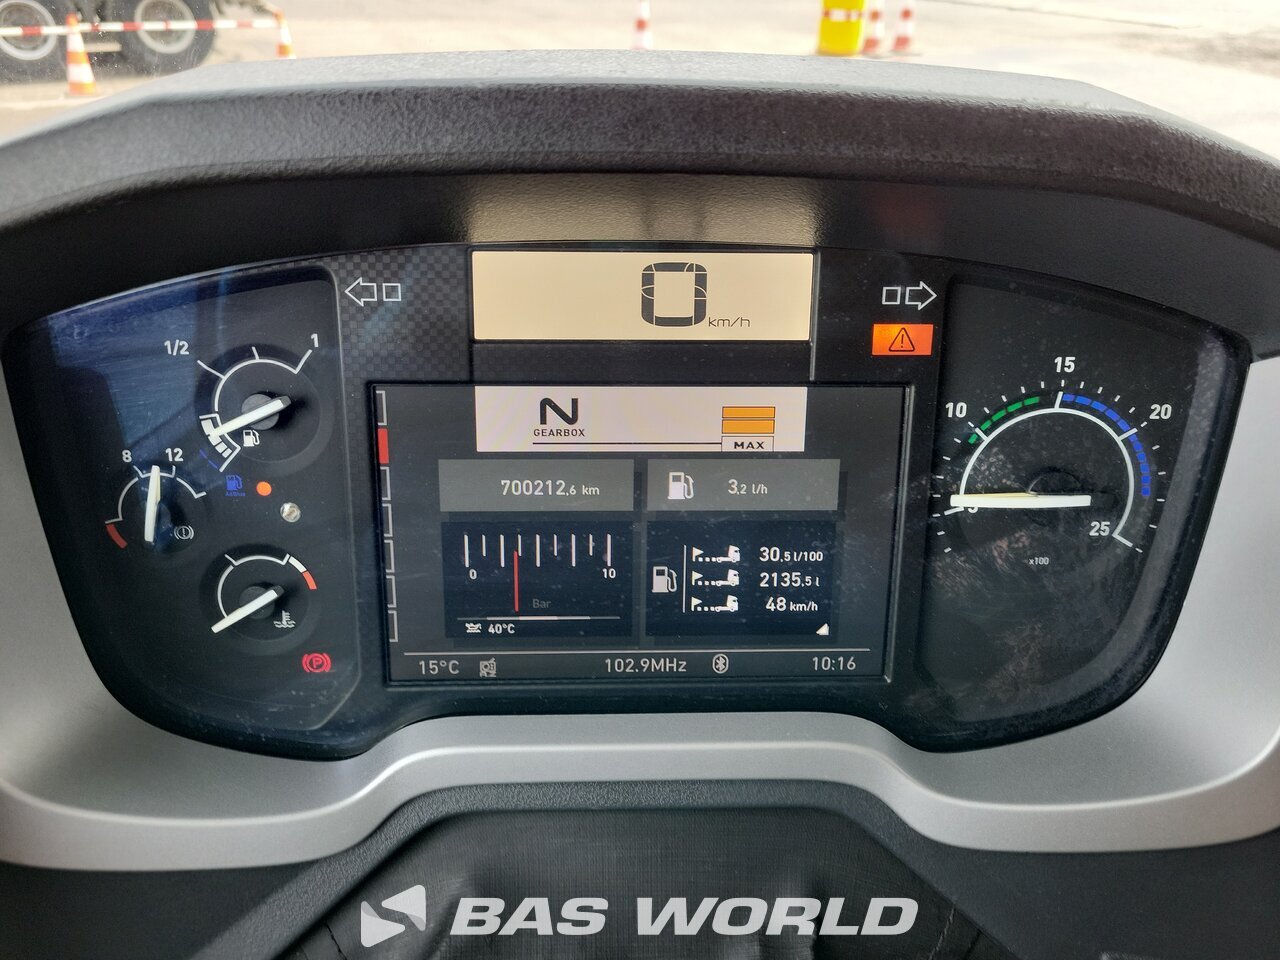 0 km/h
1/2
1
8
12
AdBlue
P
N
GEARBOX
MAX
700212.6 km
3.2 l/h
0
10
Bar
40°C
30.5 l/100
2135.5 l
48 km/h
15°C
102.9MHz
10:16
10
15
20
25
x100
BAS WORLD